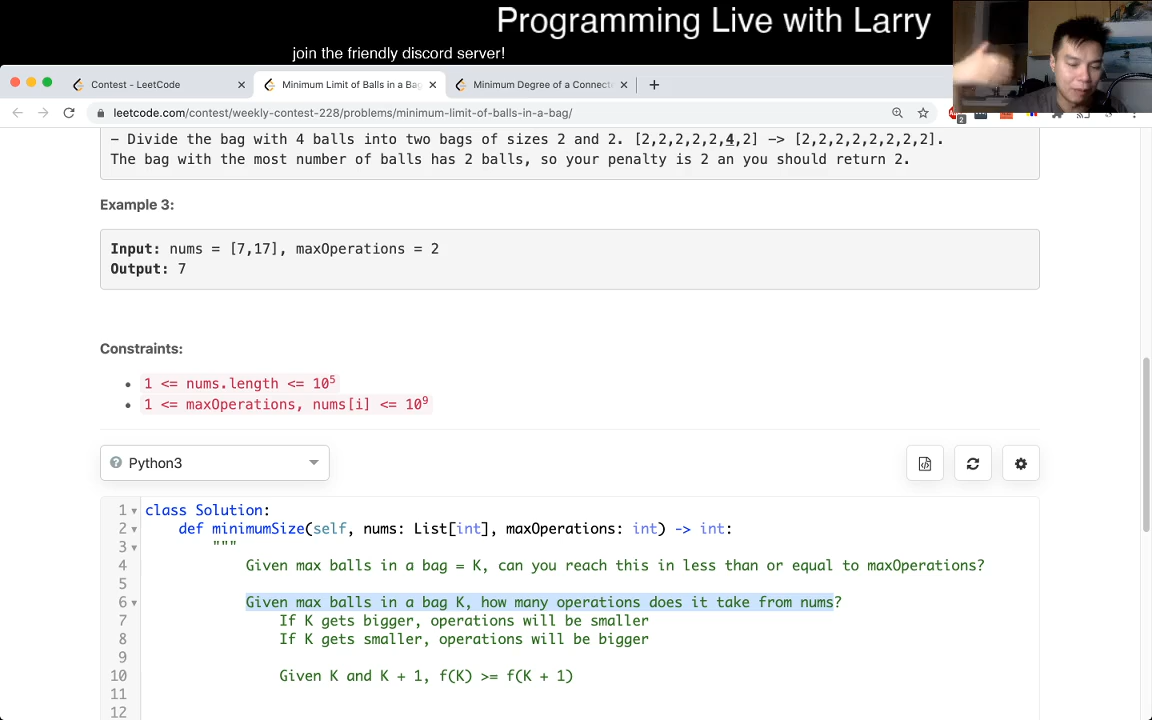 Programming Live with Larry
join the friendly discord server!
Contest - LeetCode
Minimum Limit of Balls in a Bag
Minimum Degree of a Connect
leetcode.com/contest/weekly-contest-228/problems/minimum-limit-of-balls-in-a-bag/
- Divide the bag with 4 balls into two bags of sizes 2 and 2. [2,2,2,2,2,4,2] -> [2,2,2,2,2,2,2,2].
The bag with the most number of balls has 2 balls, so your penalty is 2 an you should return 2.
Example 3:
Input: nums = [7,17], maxOperations = 2
Output: 7
Constraints:
• 1 <= nums.length <= 10⁵
• 1 <= maxOperations, nums[i] <= 10⁹
Python3
1 class Solution:
2 def minimumSize(self, nums: List[int], maxOperations: int) -> int:
3 """
4 Given max balls in a bag = K, can you reach this in less than or equal to maxOperations?
5
6 Given max balls in a bag K, how many operations does it take from nums?
7 If K gets bigger, operations will be smaller
8 If K gets smaller, operations will be bigger
9
10 Given K and K + 1, f(K) >= f(K + 1)
11
12